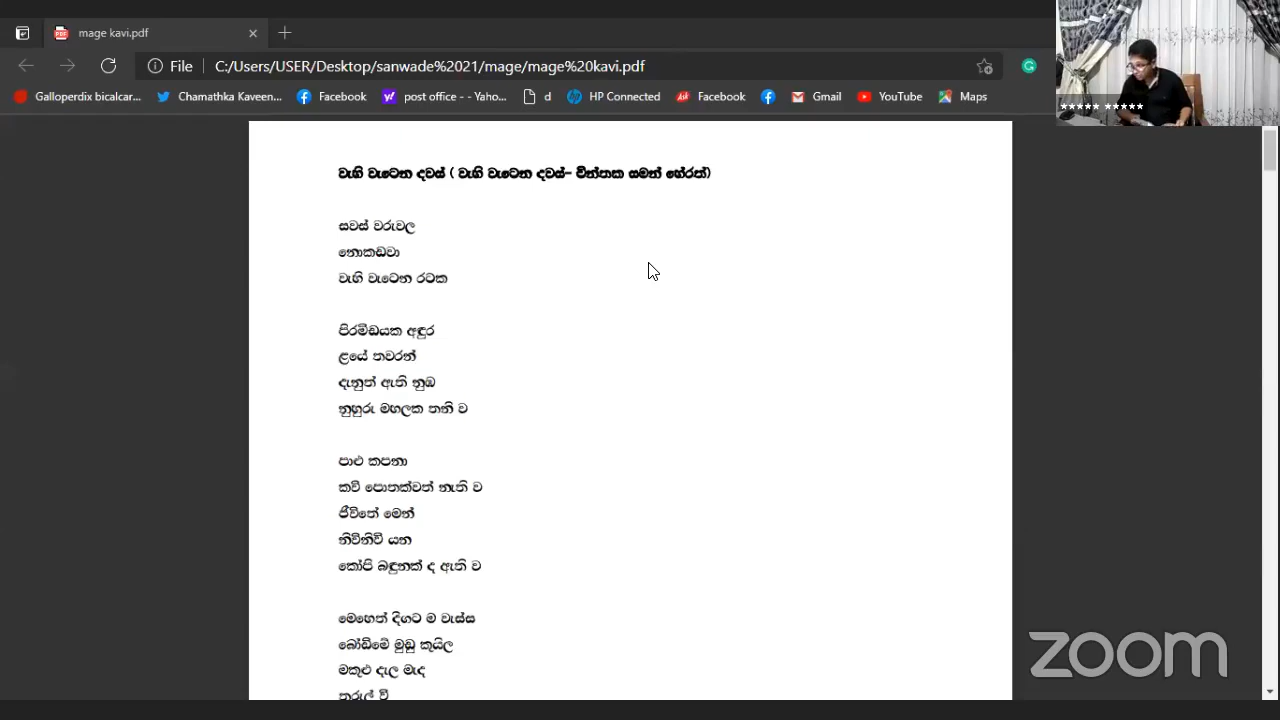 mage kavi.pdf
File C:/Users/USER/Desktop/sanwade%2021/mage/mage%20kavi.pdf
Galloperdix bicalcar... Chamathka Kaveen... Facebook post office - - Yahoo... d HP Connected Facebook Gmail YouTube Maps
***** *****
වැහි වැටෙන දවස් ( වැහි වැටෙන දවස්- චින්තක සමන් හේරත්)
සවස් වරුවල
නොකඩවා
වැහි වැටෙන රටක
පිරමිඩයක අඳුර
ළයේ තවරන්
දැනුත් ඇති නුඹ
නුහුරු මහලක තනි ව
පාළු කපනා
කවි පොතක්වත් නැති ව
ජීවිතේ මෙන්
නිවිනිවී යන
කෝපි බඳුනක් ද ඇති ව
මෙහෙත් දිගට ම වැස්ස
බෝඩිමේ මුඩු කුයිල
මකුළු දැල මැද
තුරුල් වී
zoom